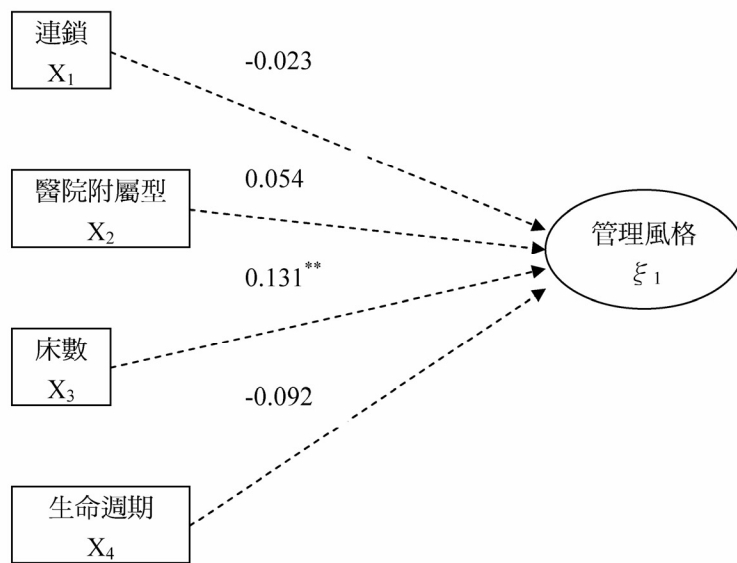 連鎖
X₁
-0.023
醫院附屬型
X₂
0.054
管理風格
ξ₁
0.131**
床數
X₃
-0.092
生命週期
X₄